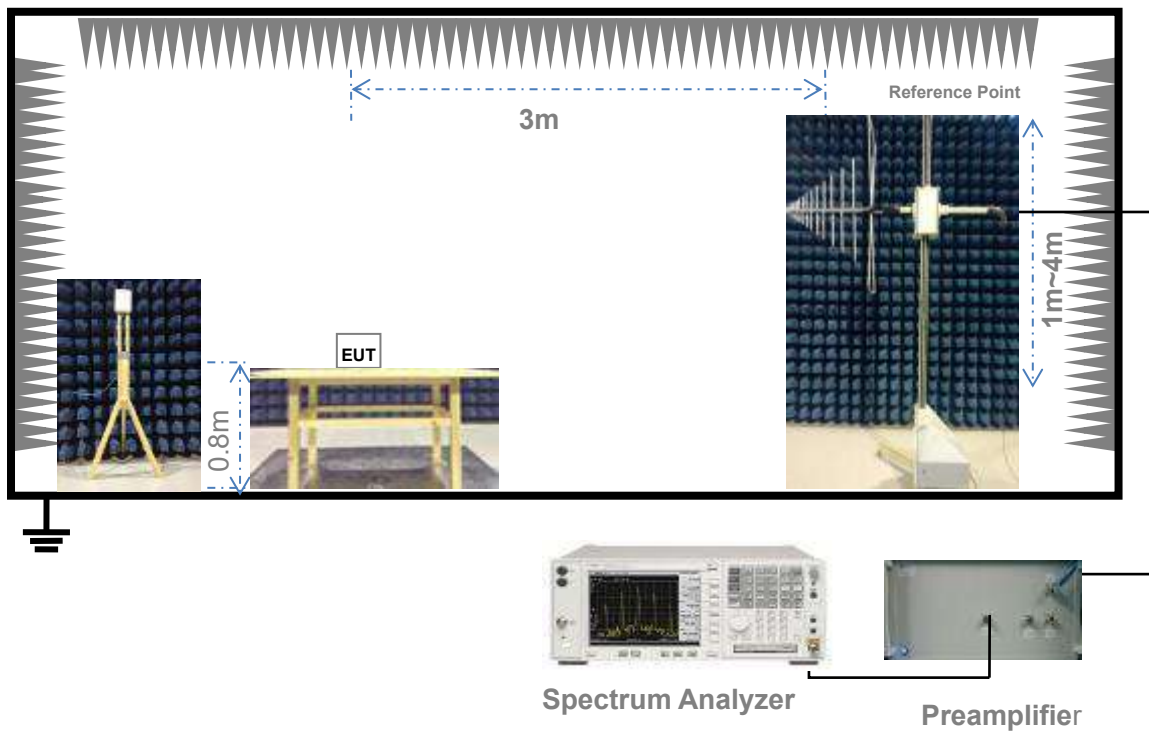 Reference Point
3m
1m~4m
EUT
0.8m
Spectrum Analyzer
Preamplifier